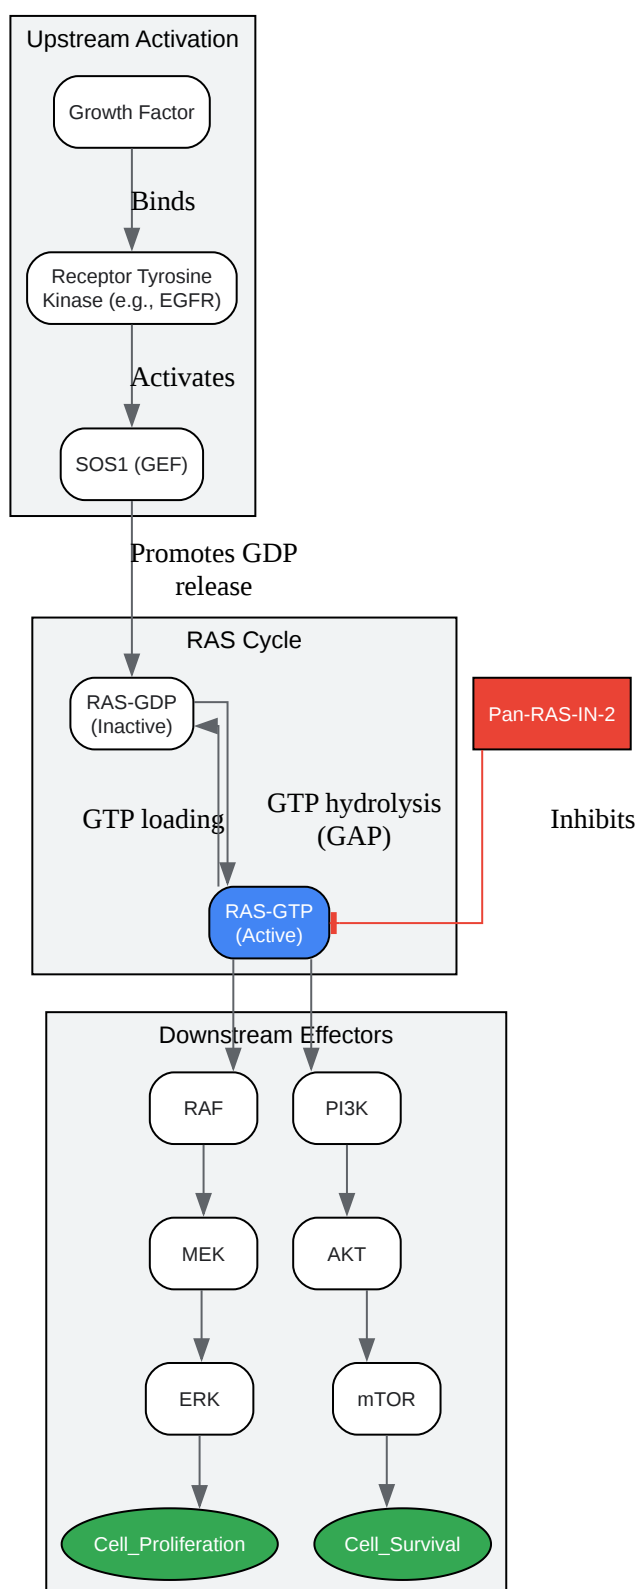 Upstream Activation
Growth Factor
Binds
Receptor Tyrosine
Kinase (e.g., EGFR)
Activates
SOS1 (GEF)
Promotes GDP
release
RAS Cycle
RAS-GDP
(Inactive)
Pan-RAS-IN-2
GTP loading
GTP hydrolysis
(GAP)
Inhibits
RAS-GTP
(Active)
Downstream Effectors
RAF
PI3K
MEK
AKT
ERK
mTOR
Cell_Proliferation
Cell_Survival